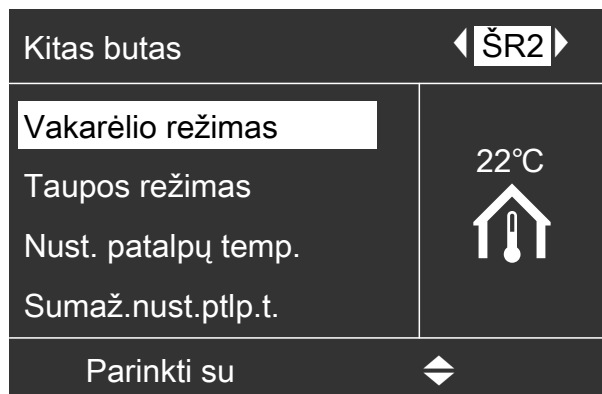 Kitas butas ŠR2
Vakarėlio režimas
Taupos režimas
22°C
Nust. patalpų temp.
Sumaž.nust.ptlp.t.
Parinkti su